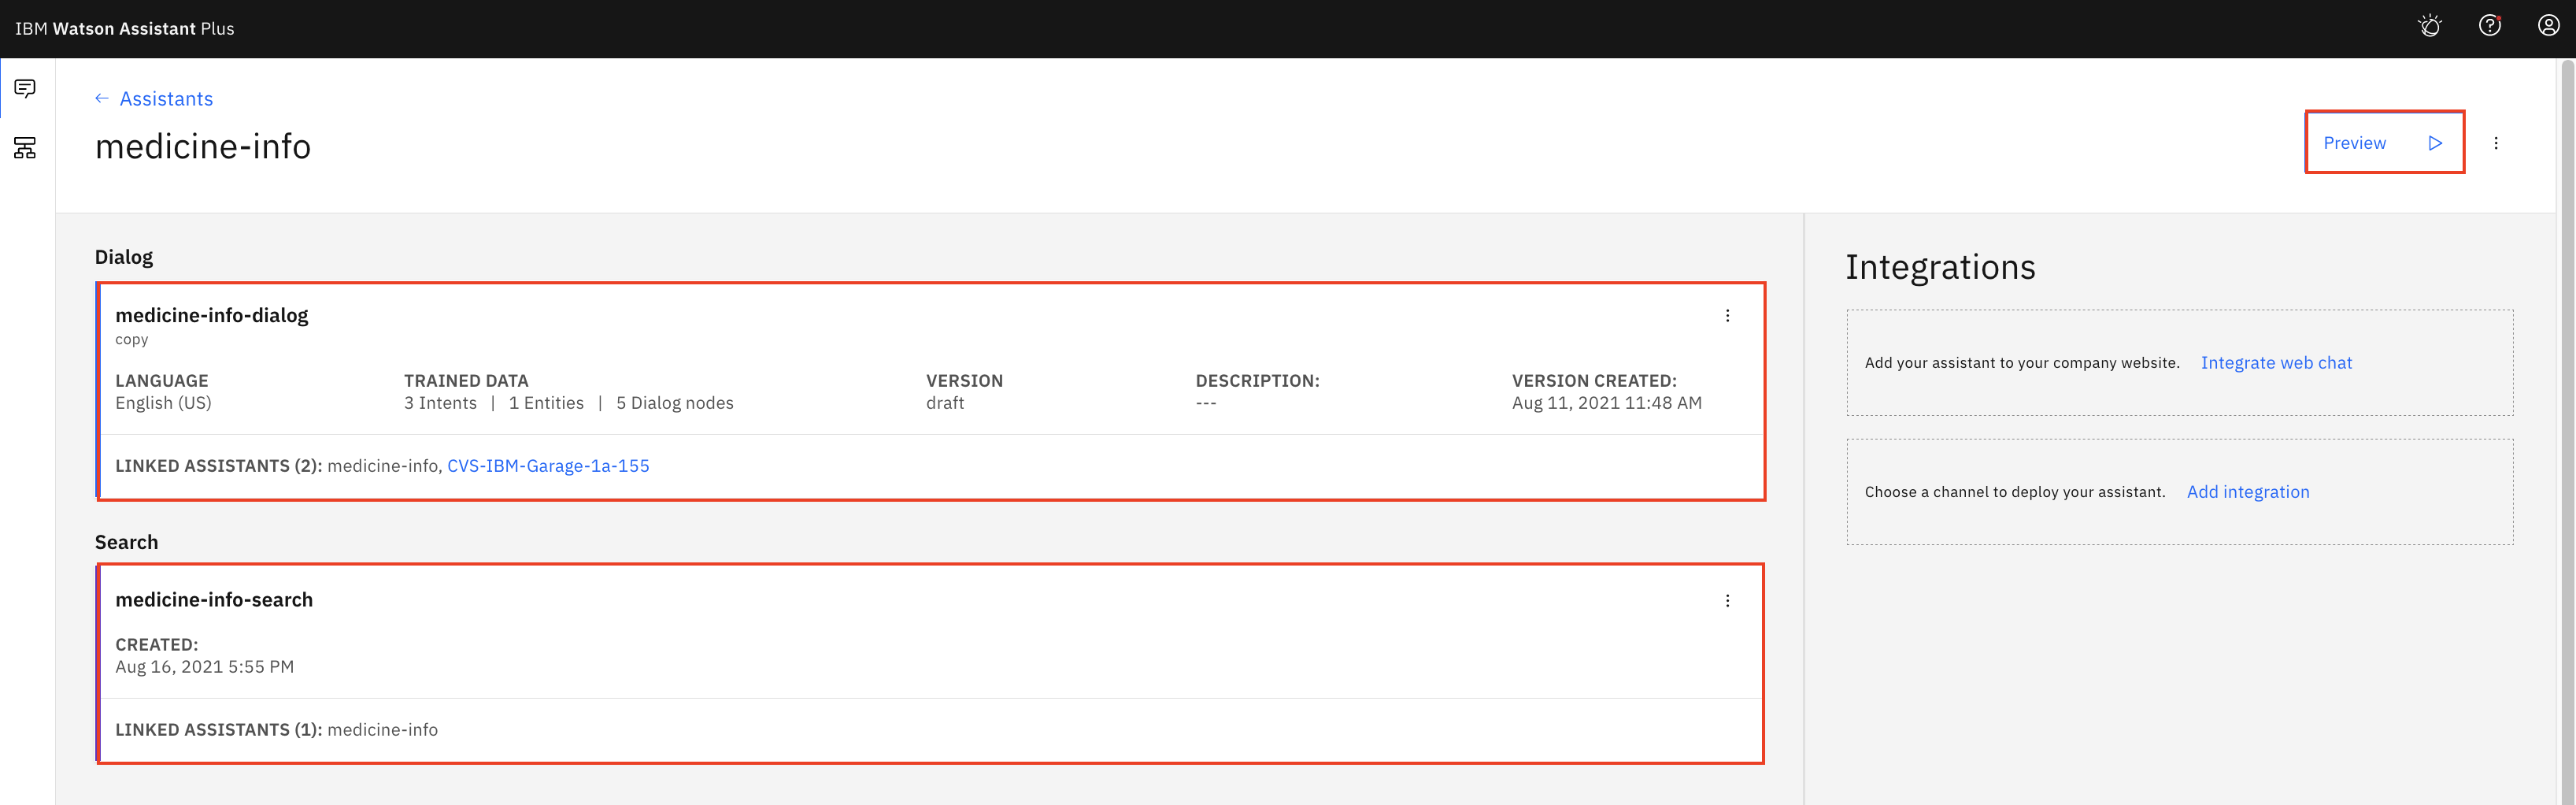 IBM Watson Assistant Plus
← Assistants
medicine-info
Preview
Dialog
medicine-info-dialog
copy
LANGUAGE
English (US)
TRAINED DATA
3 Intents | 1 Entities | 5 Dialog nodes
VERSION
draft
DESCRIPTION:
---
VERSION CREATED:
Aug 11, 2021 11:48 AM
LINKED ASSISTANTS (2): medicine-info, CVS-IBM-Garage-1a-155
Search
medicine-info-search
CREATED:
Aug 16, 2021 5:55 PM
LINKED ASSISTANTS (1): medicine-info
Integrations
Add your assistant to your company website. Integrate web chat
Choose a channel to deploy your assistant. Add integration